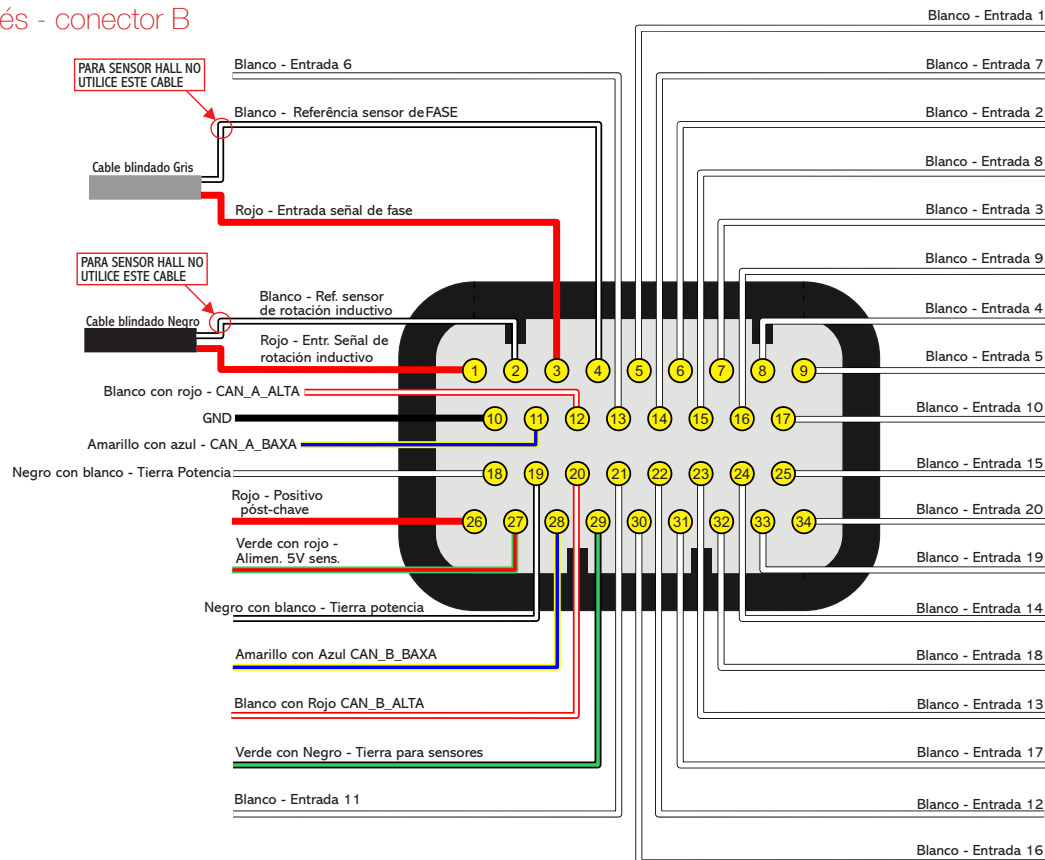 és - conector B
PARA SENSOR HALL NO
UTILICE ESTE CABLE
Blanco - Entrada 6
Blanco - Referência sensor deFASE
Cable blindado Gris
Rojo - Entrada señal de fase
PARA SENSOR HALL NO
UTILICE ESTE CABLE
Blanco - Ref. sensor
de rotación inductivo
Cable blindado Negro
Rojo - Entr. Señal de
rotación inductivo
Blanco con rojo - CAN_A_ALTA
GND
Amarillo con azul - CAN_A_BAXA
Negro con blanco - Tierra Potencia
Rojo - Positivo
póst-chave
Verde con rojo -
Alimen. 5V sens.
Negro con blanco - Tierra potencia
Amarillo con Azul CAN_B_BAXA
Blanco con Rojo CAN_B_ALTA
Verde con Negro - Tierra para sensores
Blanco - Entrada 11
1 2 3 4 5 6 7 8 9
10 11 12 13 14 15 16 17
18 19 20 21 22 23 24 25
26 27 28 29 30 31 32 33 34
Blanco - Entrada 1
Blanco - Entrada 7
Blanco - Entrada 2
Blanco - Entrada 8
Blanco - Entrada 3
Blanco - Entrada 9
Blanco - Entrada 4
Blanco - Entrada 5
Blanco - Entrada 10
Blanco - Entrada 15
Blanco - Entrada 20
Blanco - Entrada 19
Blanco - Entrada 14
Blanco - Entrada 18
Blanco - Entrada 13
Blanco - Entrada 17
Blanco - Entrada 12
Blanco - Entrada 16